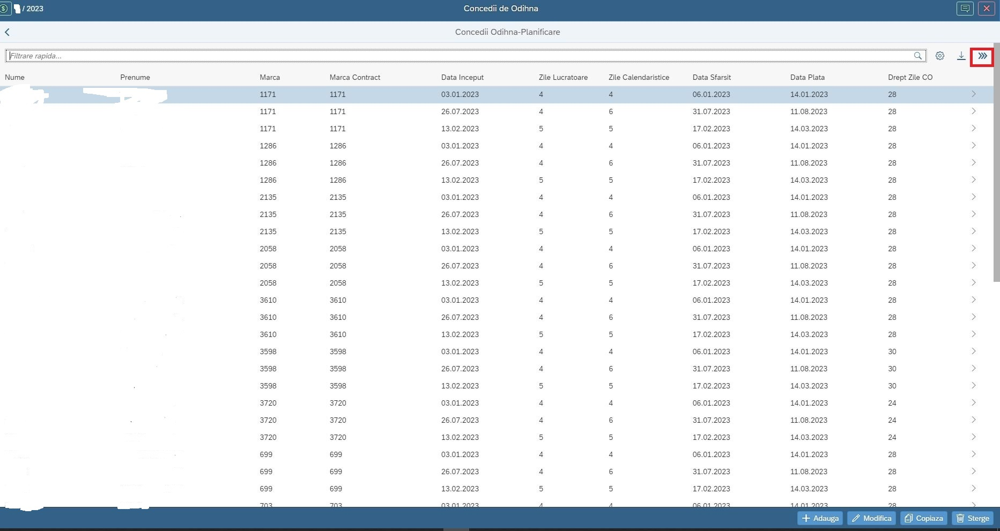 / 2023 Concedii de Odihna
Concedii Odihna-Planificare
Filtrare rapida...
Nume Prenume Marca Marca Contract Data Inceput Zile Lucratoare Zile Calendaristice Data Sfarsit Data Plata Drept Zile CO
1171 1171 03.01.2023 4 4 06.01.2023 14.01.2023 28
1171 1171 26.07.2023 4 6 31.07.2023 11.08.2023 28
1171 1171 13.02.2023 5 5 17.02.2023 14.03.2023 28
1286 1286 03.01.2023 4 4 06.01.2023 14.01.2023 28
1286 1286 26.07.2023 4 6 31.07.2023 11.08.2023 28
1286 1286 13.02.2023 5 5 17.02.2023 14.03.2023 28
2135 2135 03.01.2023 4 4 06.01.2023 14.01.2023 28
2135 2135 26.07.2023 4 6 31.07.2023 11.08.2023 28
2135 2135 13.02.2023 5 5 17.02.2023 14.03.2023 28
2058 2058 03.01.2023 4 4 06.01.2023 14.01.2023 28
2058 2058 26.07.2023 4 6 31.07.2023 11.08.2023 28
2058 2058 13.02.2023 5 5 17.02.2023 14.03.2023 28
3610 3610 03.01.2023 4 4 06.01.2023 14.01.2023 28
3610 3610 26.07.2023 4 6 31.07.2023 11.08.2023 28
3610 3610 13.02.2023 5 5 17.02.2023 14.03.2023 28
3598 3598 03.01.2023 4 4 06.01.2023 14.01.2023 30
3598 3598 26.07.2023 4 6 31.07.2023 11.08.2023 30
3598 3598 13.02.2023 5 5 17.02.2023 14.03.2023 30
3720 3720 03.01.2023 4 4 06.01.2023 14.01.2023 24
3720 3720 26.07.2023 4 6 31.07.2023 11.08.2023 24
3720 3720 13.02.2023 5 5 17.02.2023 14.03.2023 24
699 699 03.01.2023 4 4 06.01.2023 14.01.2023 28
699 699 26.07.2023 4 6 31.07.2023 11.08.2023 28
699 699 13.02.2023 5 5 17.02.2023 14.03.2023 28
703 703 03.01.2023 4 4 06.01.2023 14.01.2023 28
Adauga Modifica Copiaza Sterge